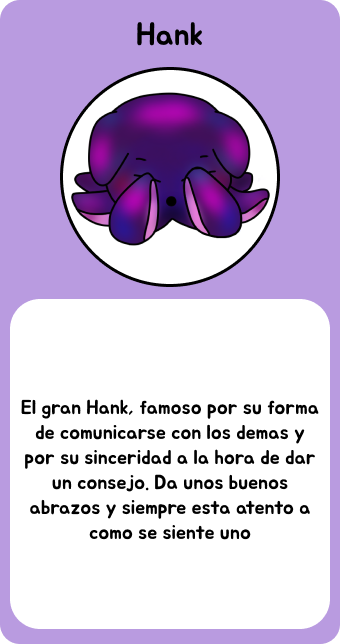 Hank
El gran Hank, famoso por su forma
de comunicarse con los demas y
por su sinceridad a la hora de dar
un consejo. Da unos buenos
abrazos y siempre esta atento a
como se siente uno